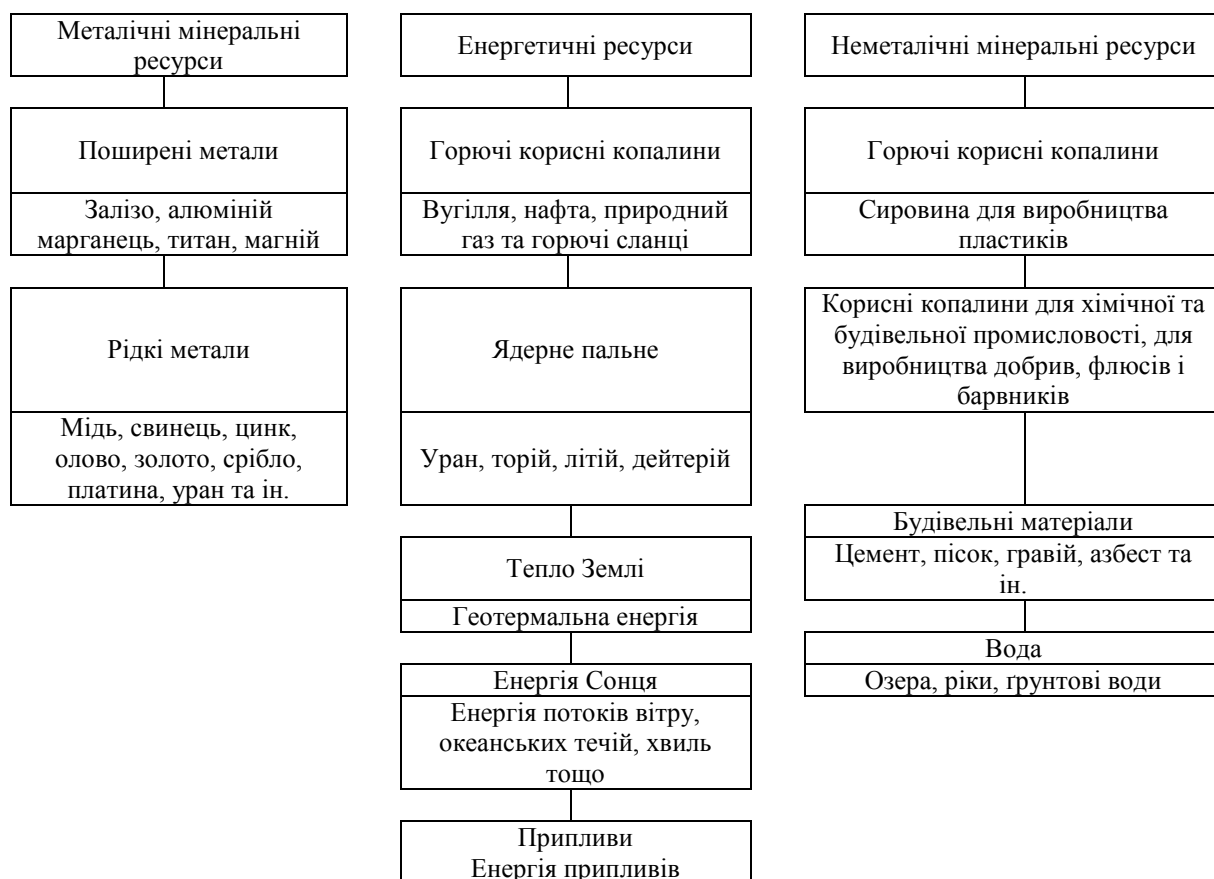 Металічні мінеральні
ресурси
Поширені метали
Залізо, алюміній
марганець, титан, магній
Рідкі метали
Мідь, свинець, цинк,
олово, золото, срібло,
платина, уран та ін.
Енергетичні ресурси
Горючі корисні копалини
Вугілля, нафта, природний
газ та горючі сланці
Ядерне пальне
Уран, торій, літій, дейтерій
Тепло Землі
Геотермальна енергія
Енергія Сонця
Енергія потоків вітру,
океанських течій, хвиль
тощо
Припливи
Енергія припливів
Неметалічні мінеральні ресурси
Горючі корисні копалини
Сировина для виробництва
пластиків
Корисні копалини для хімічної та
будівельної промисловості, для
виробництва добрив, флюсів і
барвників
Будівельні матеріали
Цемент, пісок, гравій, азбест та
ін.
Вода
Озера, ріки, ґрунтові води